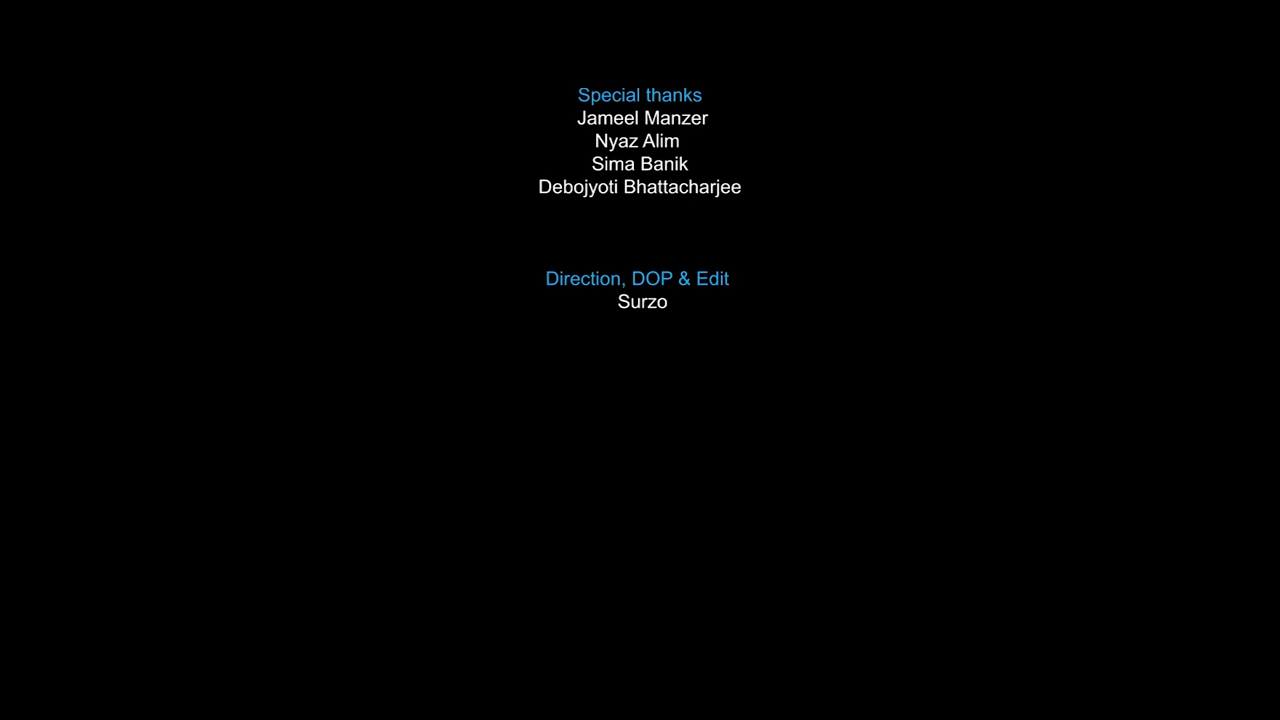 Special thanks
Jameel Manzer
Nyaz Alim
Sima Banik
Debojyoti Bhattacharjee
Direction, DOP & Edit
Surzo